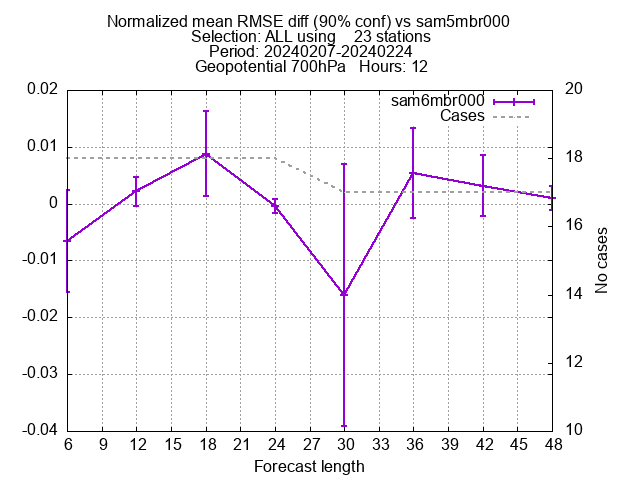 Normalized mean RMSE diff (90% conf) vs sam5mbr000
Selection: ALL using    23 stations
Period: 20240207-20240224
Geopotential 700hPa   Hours: 12
sam6mbr000
Cases
0.02
0.01
0
-0.01
-0.02
-0.03
-0.04
20
18
16
14
12
10
No cases
6 12 15 18 21 24 27 30 33 36 39 42 45 48
Forecast length